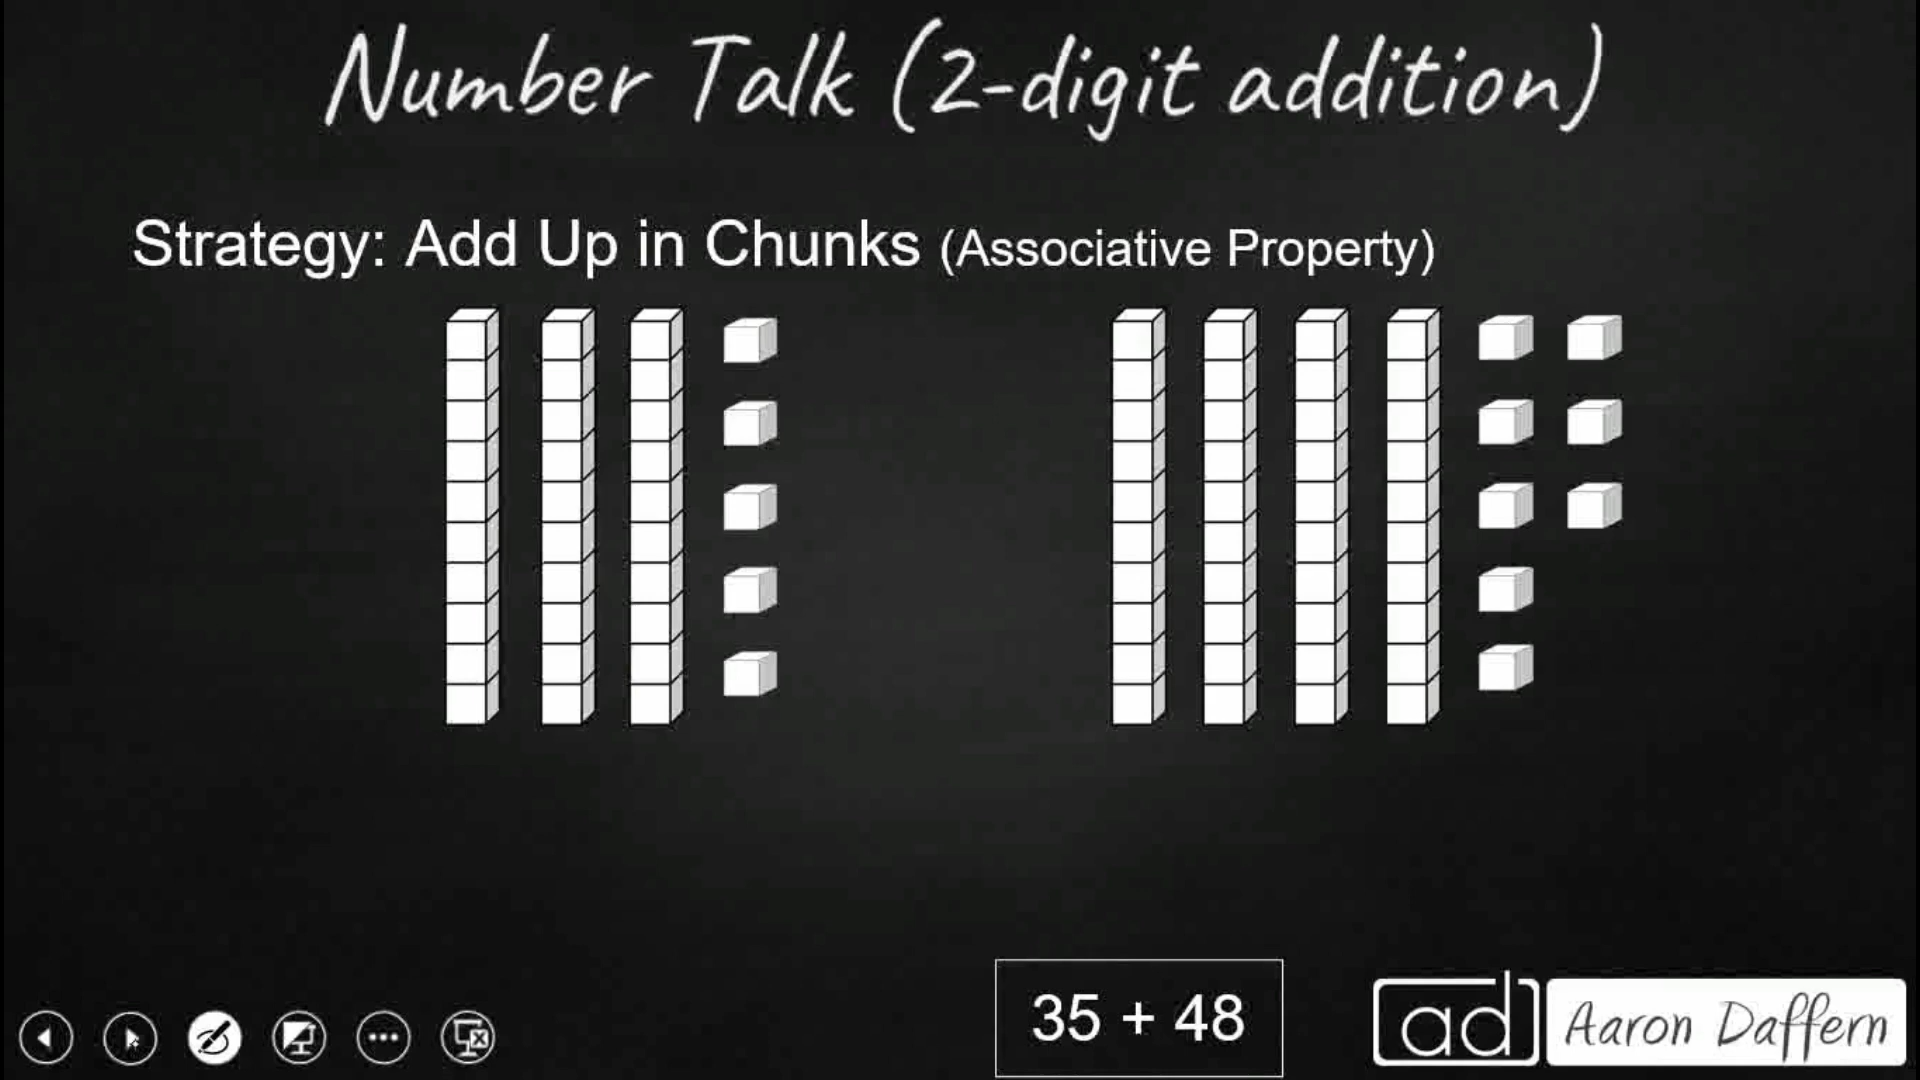 Number Talk (2-digit addition)
Strategy: Add Up in Chunks (Associative Property)
35 + 48
ad Aaron Daffern